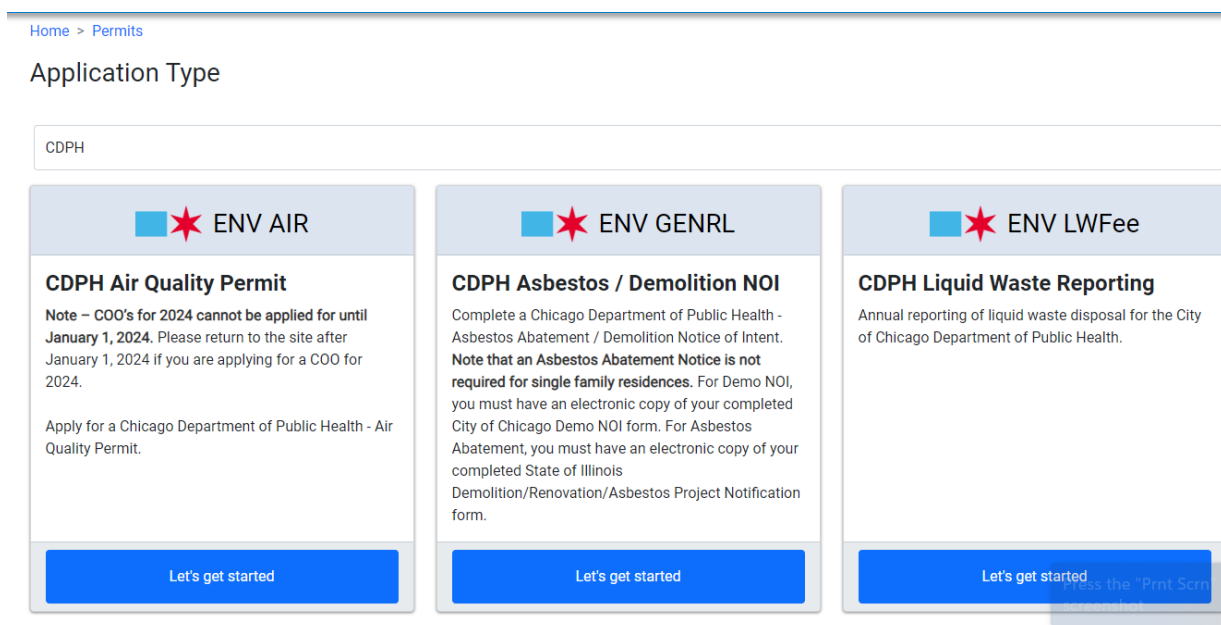 Home > Permits
Application Type
CDPH
ENV AIR
CDPH Air Quality Permit
Note – COO's for 2024 cannot be applied for until
January 1, 2024. Please return to the site after
January 1, 2024 if you are applying for a COO for
2024.
Apply for a Chicago Department of Public Health - Air
Quality Permit.
Let's get started
ENV GENRL
CDPH Asbestos / Demolition NOI
Complete a Chicago Department of Public Health -
Asbestos Abatement / Demolition Notice of Intent.
Note that an Asbestos Abatement Notice is not
required for single family residences. For Demo NOI,
you must have an electronic copy of your completed
City of Chicago Demo NOI form. For Asbestos
Abatement, you must have an electronic copy of your
completed State of Illinois
Demolition/Renovation/Asbestos Project Notification
form.
Let's get started
ENV LWFee
CDPH Liquid Waste Reporting
Annual reporting of liquid waste disposal for the City
of Chicago Department of Public Health.
Let's get started
Press the "Prnt Scrn"
screenshot